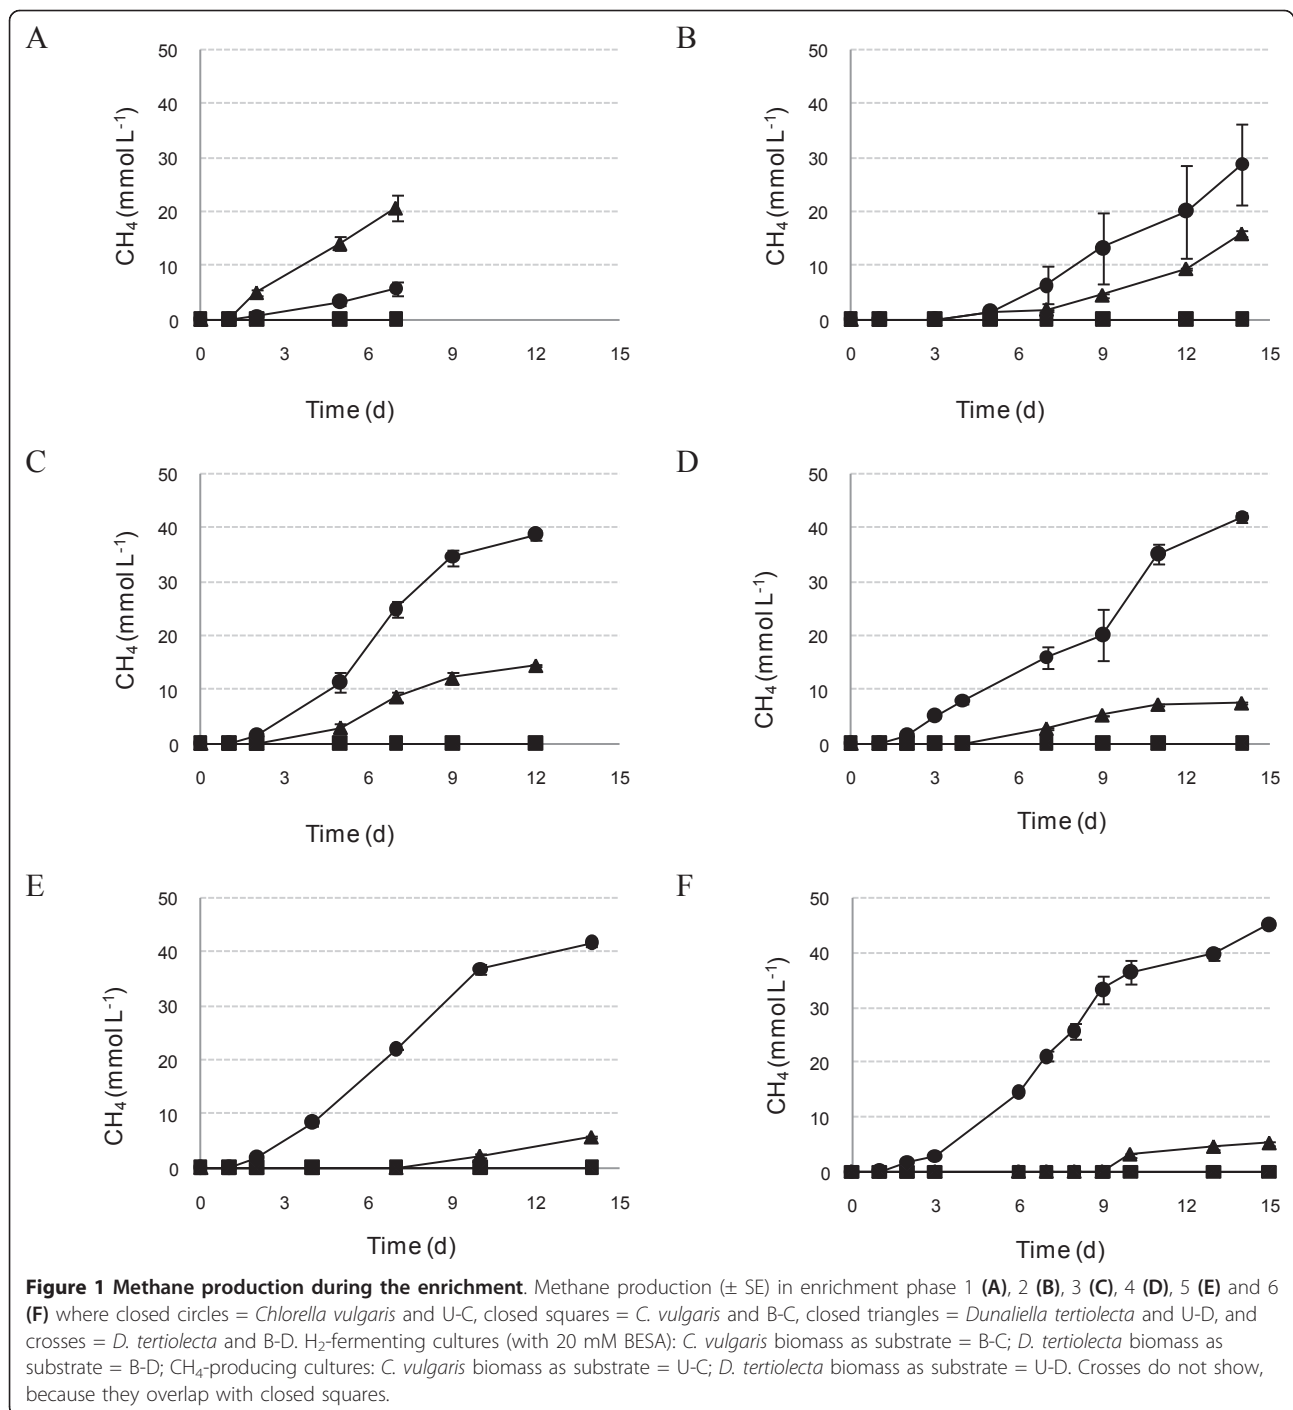 A
50
40
30
20
10
0
CH4 (mmol L-1)
0 3 6 9 12 15
Time (d)
B
50
40
30
20
10
0
CH4 (mmol L-1)
0 3 6 9 12 15
Time (d)
C
50
40
30
20
10
0
CH4 (mmol L-1)
0 3 6 9 12 15
Time (d)
D
50
40
30
20
10
0
CH4 (mmol L-1)
0 3 6 9 12 15
Time (d)
E
50
40
30
20
10
0
CH4 (mmol L-1)
0 3 6 9 12 15
Time (d)
F
50
40
30
20
10
0
CH4 (mmol L-1)
0 3 6 9 12 15
Time (d)
Figure 1 Methane production during the enrichment. Methane production (± SE) in enrichment phase 1 (A), 2 (B), 3 (C), 4 (D), 5 (E) and 6
(F) where closed circles = Chlorella vulgaris and U-C, closed squares = C. vulgaris and B-C, closed triangles = Dunaliella tertiolecta and U-D, and
crosses = D. tertiolecta and B-D. H2-fermenting cultures (with 20 mM BESA): C. vulgaris biomass as substrate = B-C; D. tertiolecta biomass as
substrate = B-D; CH4-producing cultures: C. vulgaris biomass as substrate = U-C; D. tertiolecta biomass as substrate = U-D. Crosses do not show,
because they overlap with closed squares.